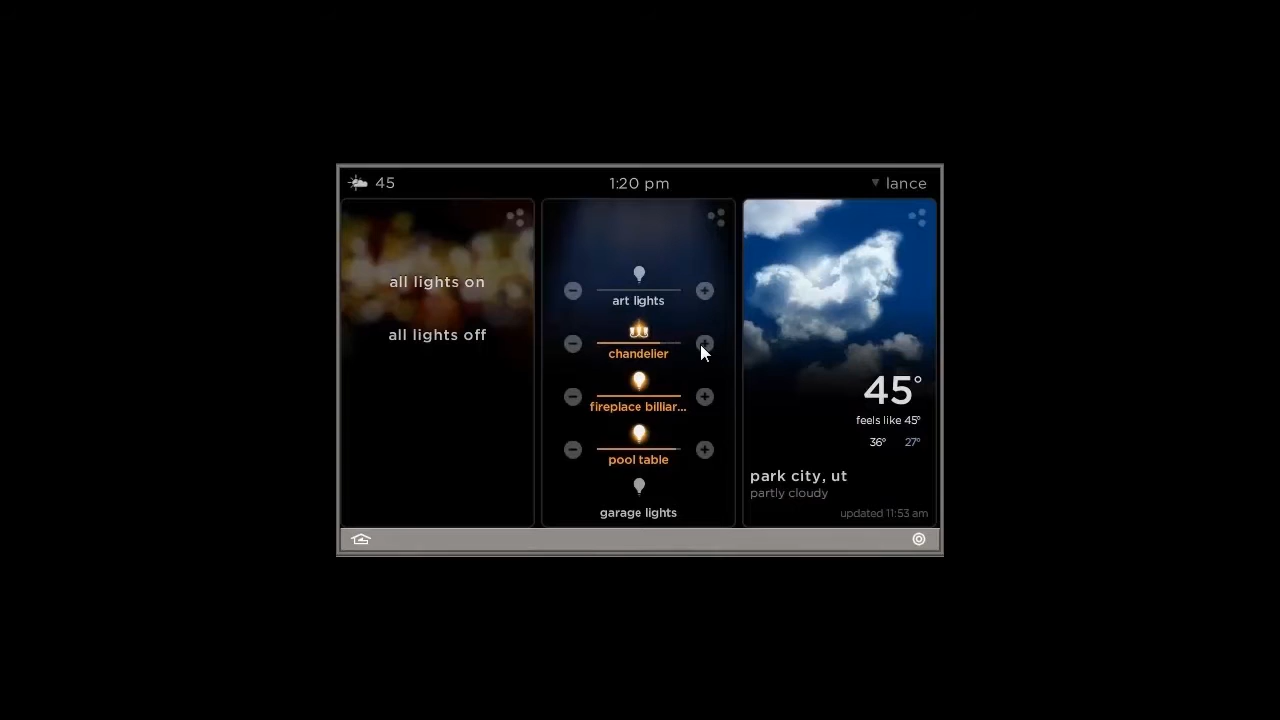 45
1:20 pm
lance
all lights on
all lights off
art lights
chandelier
fireplace billiar...
pool table
garage lights
45°
feels like 45°
36° 27°
park city, ut
partly cloudy
updated 11:53 am